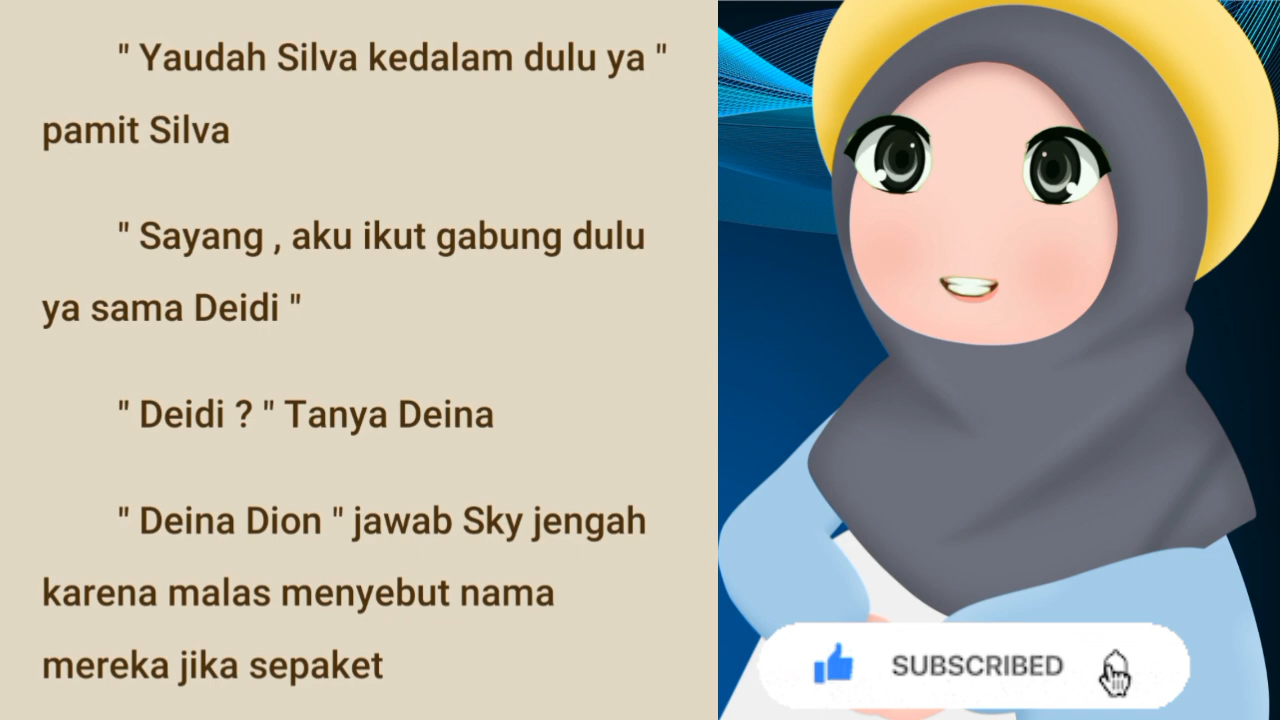 " Yaudah Silva kedalam dulu ya "
pamit Silva
" Sayang , aku ikut gabung dulu
ya sama Deidi "
" Deidi ? " Tanya Deina
" Deina Dion " jawab Sky jengah
karena malas menyebut nama
mereka jika sepaket
SUBSCRIBED